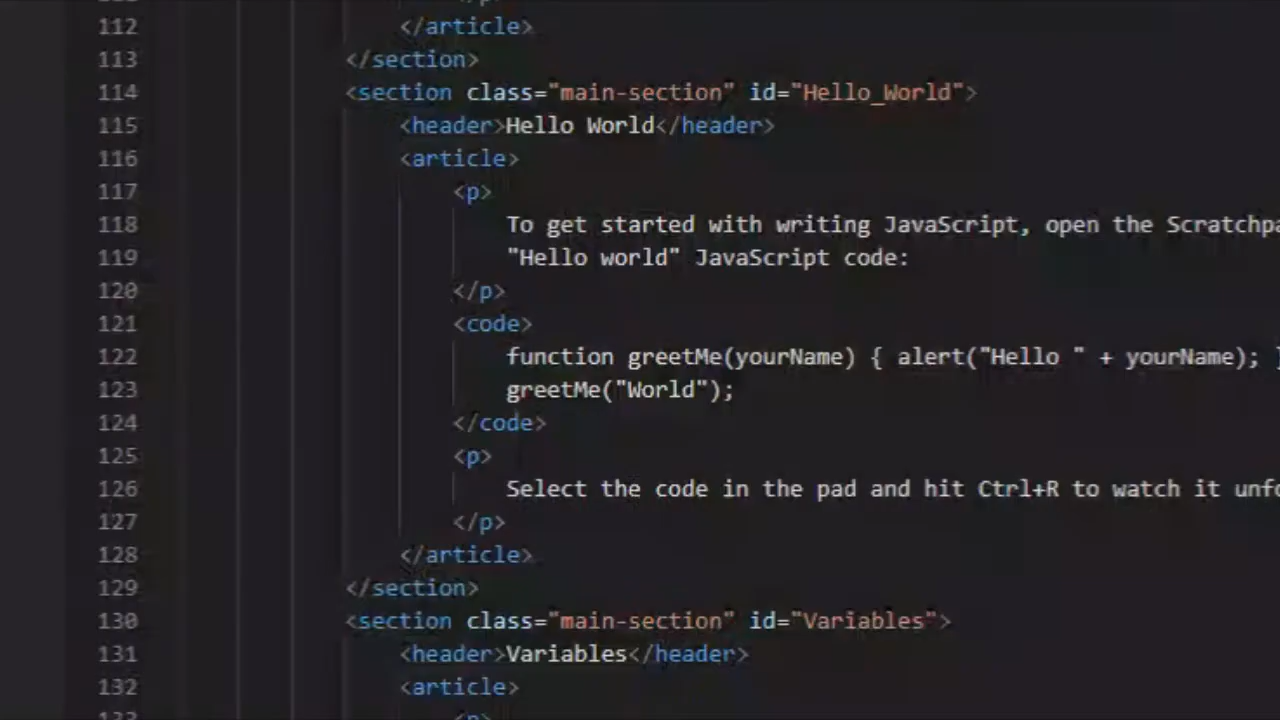 112 </article>
113 </section>
114 <section class="main-section" id="Hello_World">
115 <header>Hello World</header>
116 <article>
117 <p>
118 To get started with writing JavaScript, open the
119 "Hello world" JavaScript code:
120 </p>
121 <code>
122 function greetMe(yourName) { alert("Hello " + yourName); }
123 greetMe("World");
124 </code>
125 <p>
126 Select the code in the pad and hit Ctrl+R to watch it
127 </p>
128 </article>
129 </section>
130 <section class="main-section" id="Variables">
131 <header>Variables</header>
132 <article>